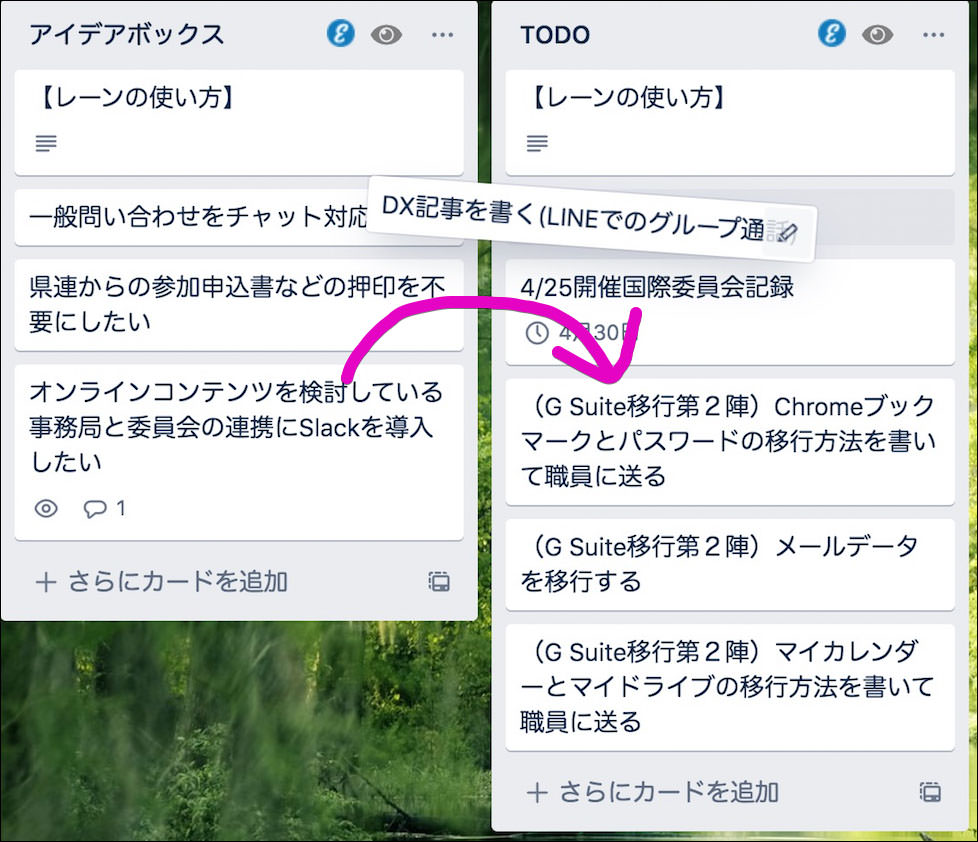 アイデアボックス
【レーンの使い方】
一般問い合わせをチャット対応
県連からの参加申込書などの押印を不
要にしたい
オンラインコンテンツを検討している
事務局と委員会の連携にSlackを導入
したい
1
+ さらにカードを追加
TODO
【レーンの使い方】
DX記事を書く(LINEでのグループ通話)
4/25開催国際委員会記録
4月30日
（G Suite移行第２陣）Chromeブック
マークとパスワードの移行方法を書い
て職員に送る
（G Suite移行第２陣）メールデータ
を移行する
（G Suite移行第２陣）マイカレンダ
ーとマイドライブの移行方法を書いて
職員に送る
+ さらにカードを追加